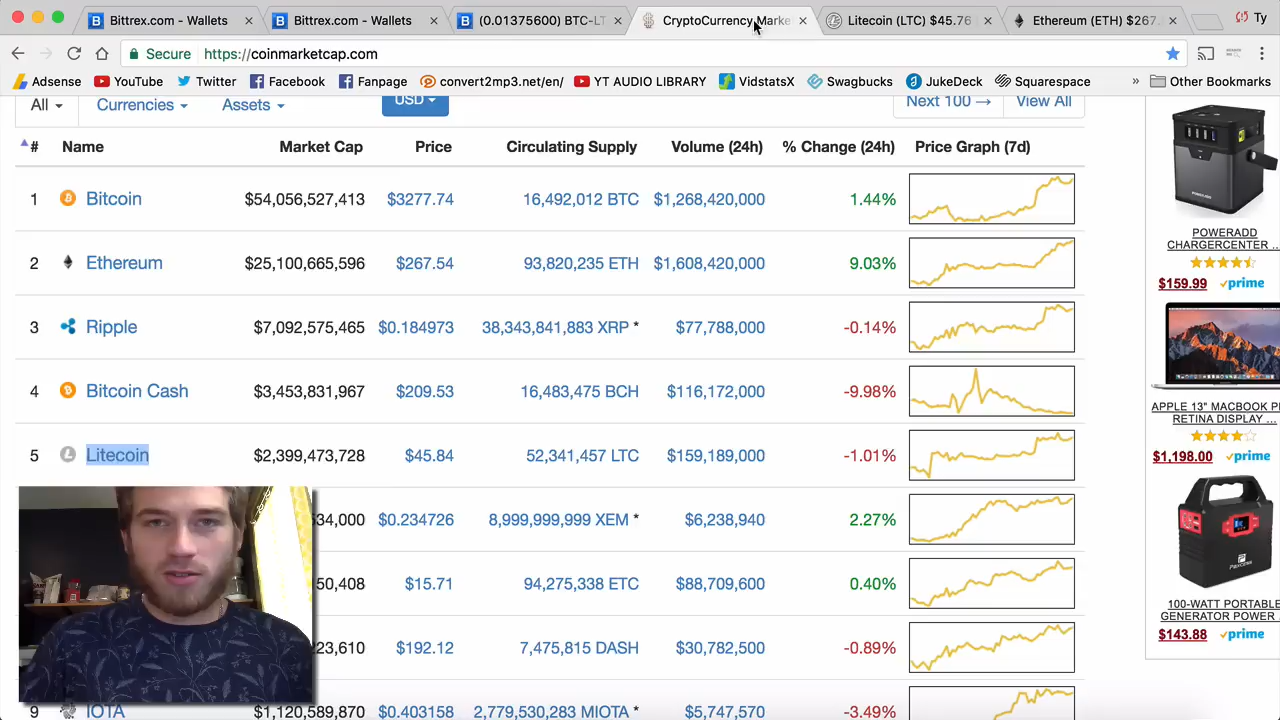 Bittrex.com - Wallets
Bittrex.com - Wallets
(0.01375600) BTC-LT
CryptoCurrency Marke
Litecoin (LTC) $45.7
Ethereum (ETH) $267.
Ty
Secure https://coinmarketcap.com
Adsense YouTube Twitter Facebook Fanpage convert2mp3.net/en/ YT AUDIO LIBRARY VidstatsX Swagbucks JukeDeck Squarespace » Other Bookmarks
All Currencies Assets USD Next 100 → View All
# Name Market Cap Price Circulating Supply Volume (24h) % Change (24h) Price Graph (7d)
1 Bitcoin $54,056,527,413 $3277.74 16,492,012 BTC $1,268,420,000 1.44%
2 Ethereum $25,100,665,596 $267.54 93,820,235 ETH $1,608,420,000 9.03%
3 Ripple $7,092,575,465 $0.184973 38,343,841,883 XRP * $77,788,000 -0.14%
4 Bitcoin Cash $3,453,831,967 $209.53 16,483,475 BCH $116,172,000 -9.98%
5 Litecoin $2,399,473,728 $45.84 52,341,457 LTC $159,189,000 -1.01%
34,000 $0.234726 8,999,999,999 XEM * $6,238,940 2.27%
50,408 $15.71 94,275,338 ETC $88,709,600 0.40%
23,610 $192.12 7,475,815 DASH $30,782,500 -0.89%
9 IOTA $1,120,589,870 $0.403158 2,779,530,283 MIOTA * $5,747,570 -3.49%
POWERADD
CHARGERCENTER ...
$159.99 prime
APPLE 13" MACBOOK P
RETINA DISPLAY ...
$1,198.00 prime
100-WATT PORTABLE
GENERATOR POWER
$143.88 prime